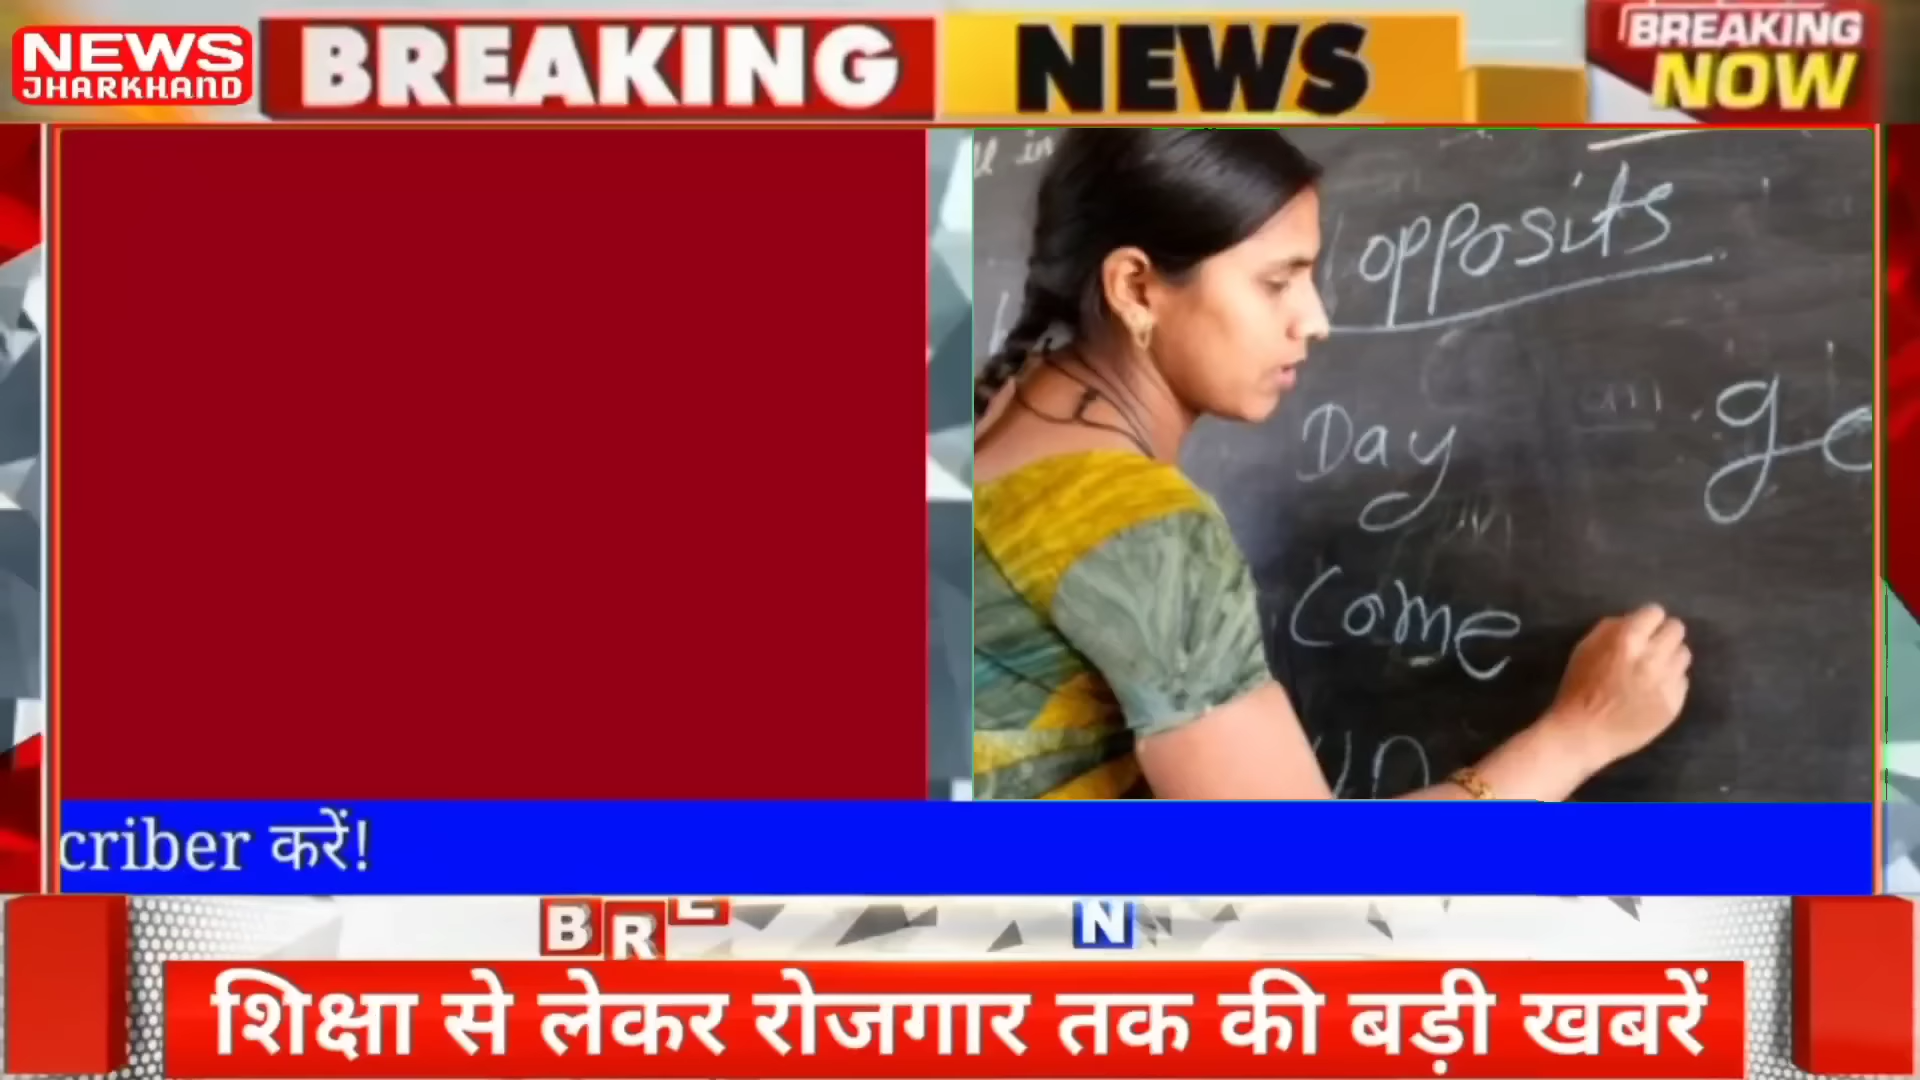 NEWS
JHARKHAND
BREAKING NEWS
BREAKING
NOW
opposits
Day
Come
criber करें!
B R E N
शिक्षा से लेकर रोजगार तक की बड़ी खबरें